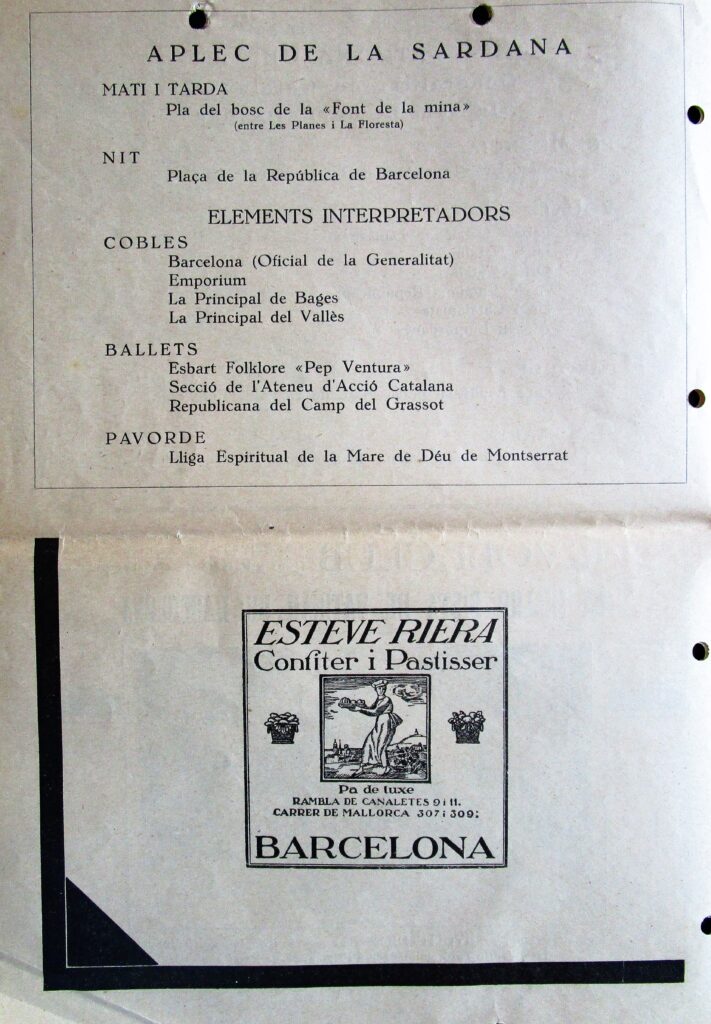 APLEC DE LA SARDANA
MATI I TARDA
Pla del bosc de la «Font de la mina»
(entre Les Planes i La Floresta)
NIT
Plaça de la República de Barcelona
ELEMENTS INTERPRETADORS
COBLES
Barcelona (Oficial de la Generalitat)
Emporium
La Principal de Bages
La Principal del Vallès
BALLETS
Esbart Folklore «Pep Ventura»
Secció de l'Ateneu d'Acció Catalana
Republicana del Camp del Grassot
PAVORDE
Lliga Espiritual de la Mare de Déu de Montserrat
ESTEVE RIERA
Confiter i Pastisser
Pa de luxe
RAMBLA DE CANALETES 9 i 11.
CARRER DE MALLORCA 307 i 309;
BARCELONA